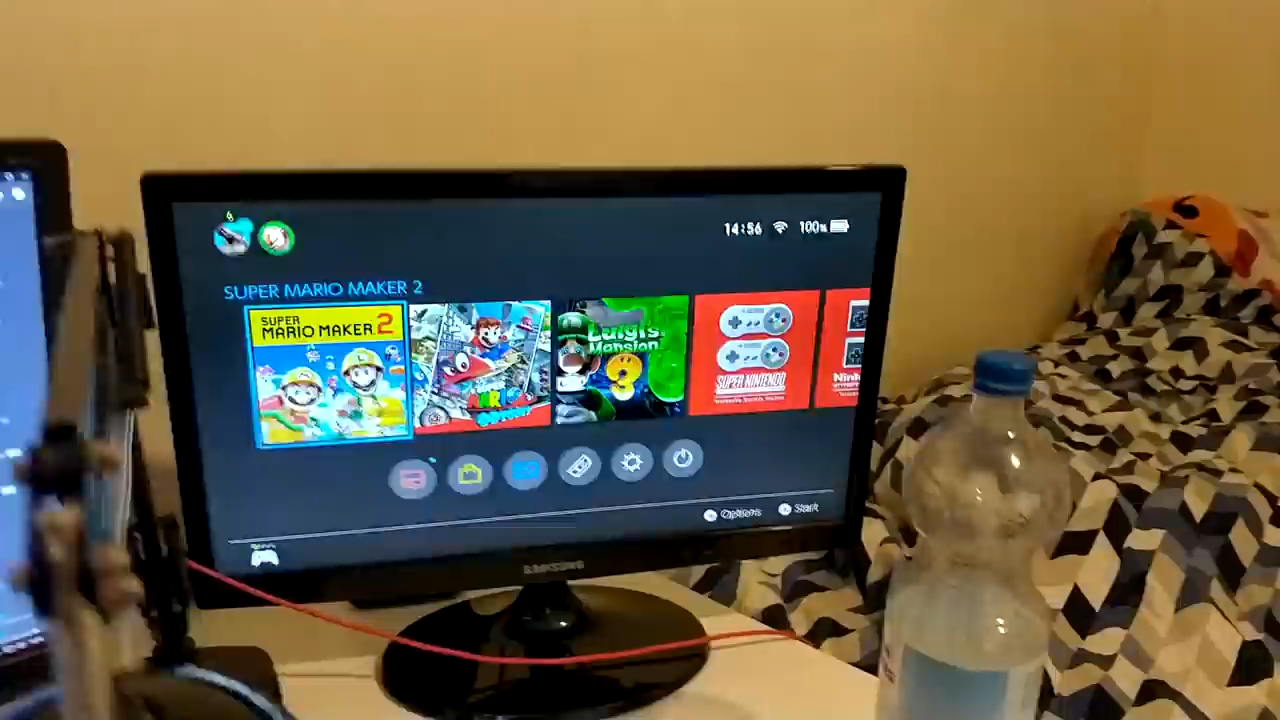 14:56 100%
SUPER MARIO MAKER 2
SUPER
MARIO MAKER 2
Luigi's
Mansion
3
SUPER NINTENDO
Options Start
SAMSUNG